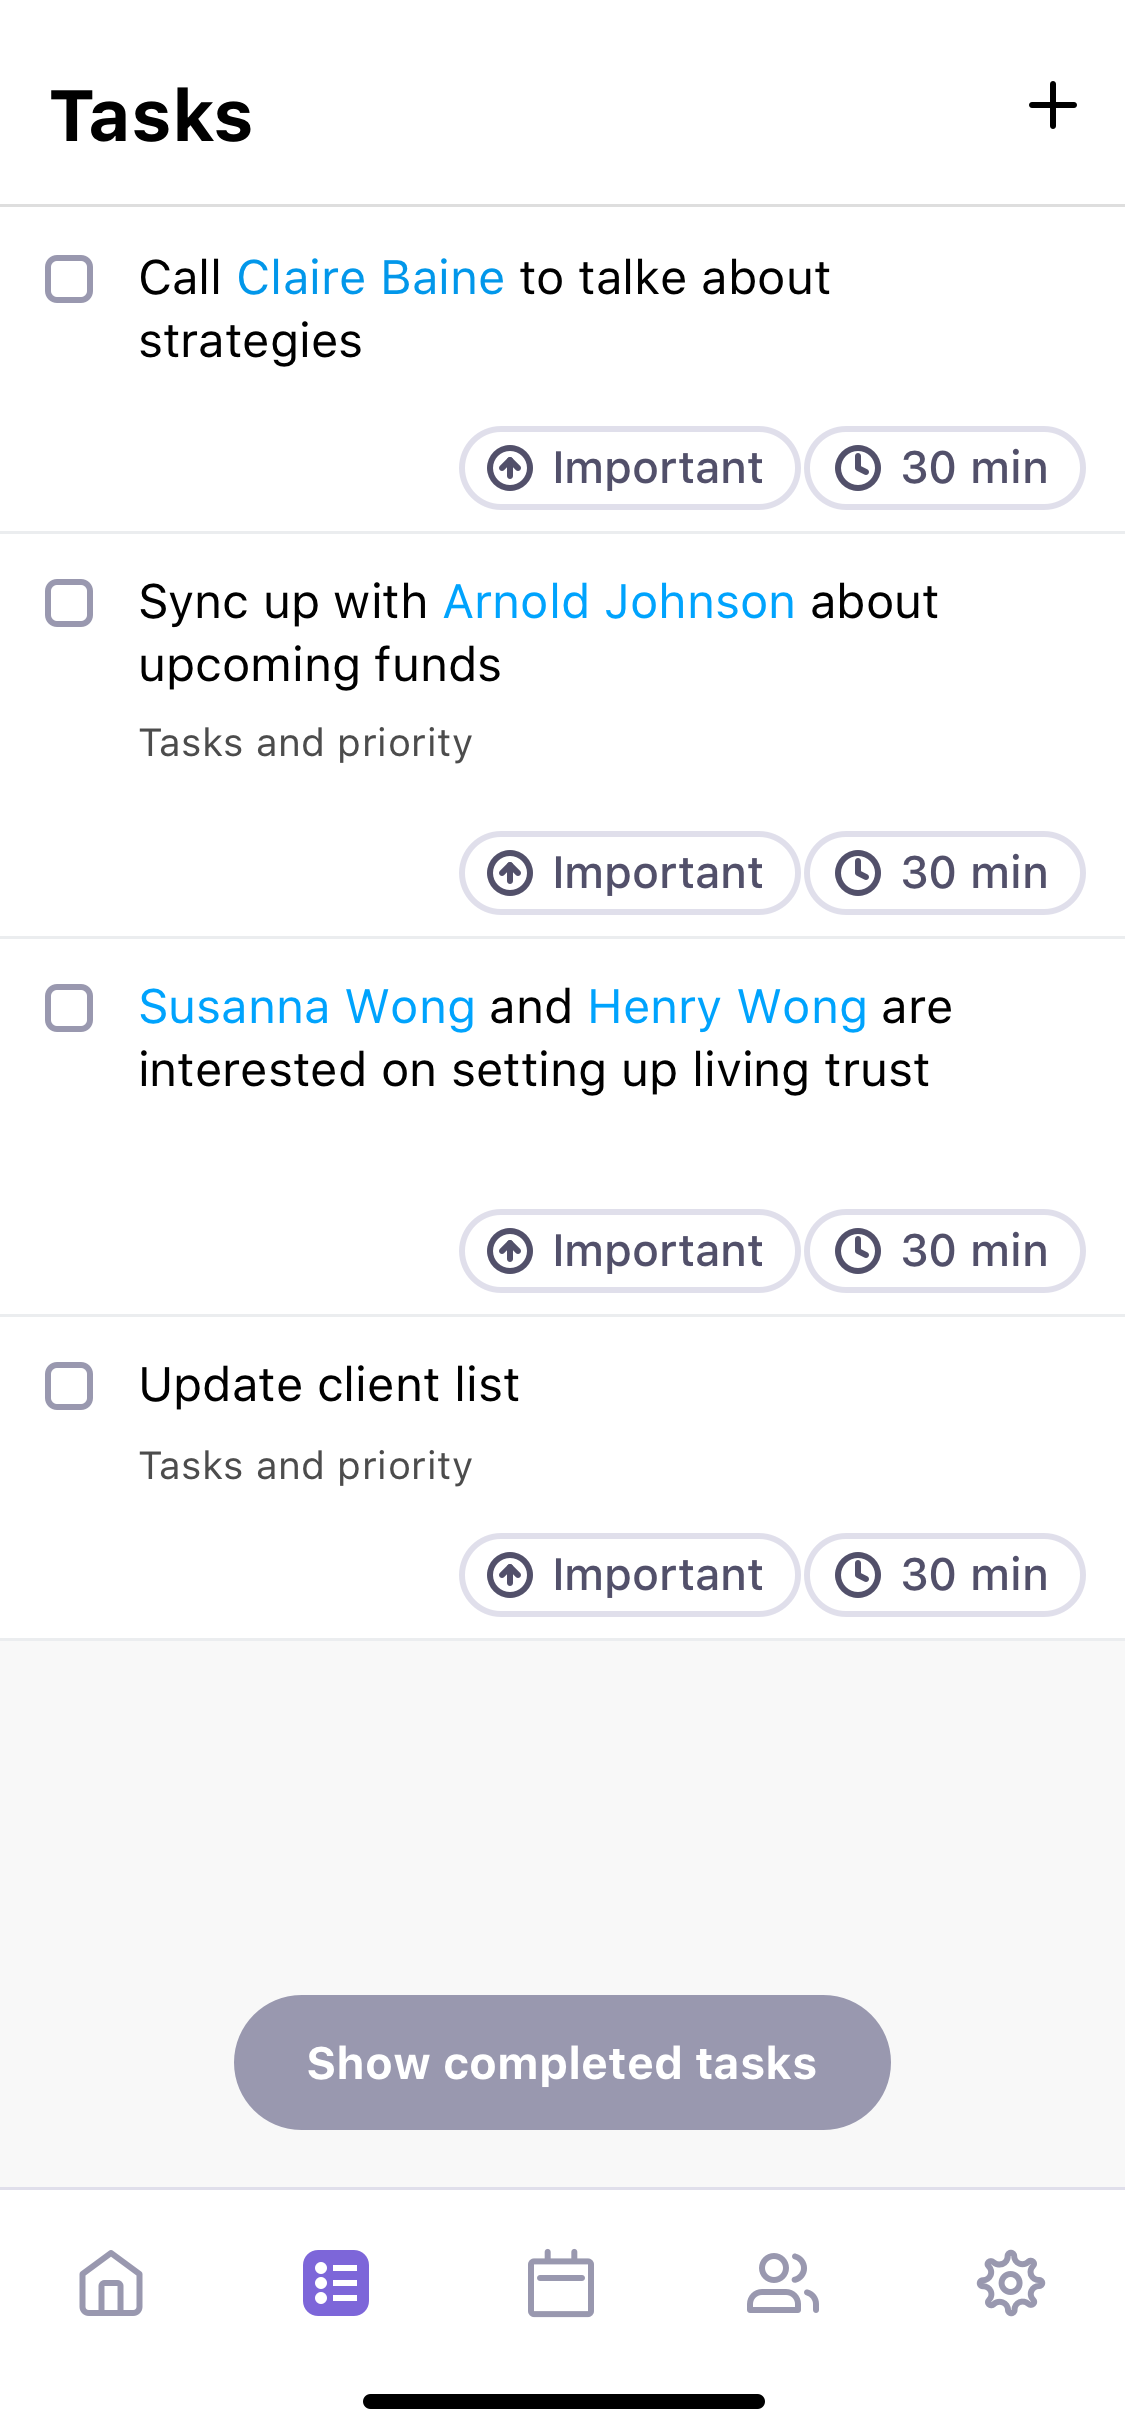 Tasks
Call Claire Baine to talke about
strategies
Important 30 min
Sync up with Arnold Johnson about
upcoming funds
Tasks and priority
Important 30 min
Susanna Wong and Henry Wong are
interested on setting up living trust
Important 30 min
Update client list
Tasks and priority
Important 30 min
Show completed tasks